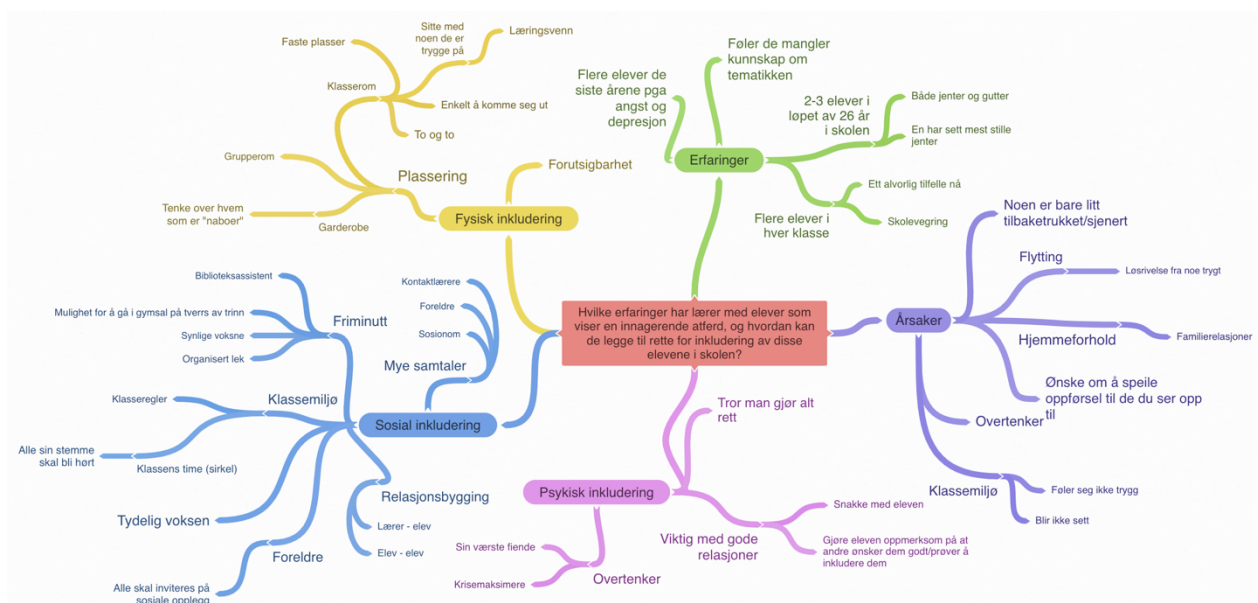 Hvilke erfaringer har lærer med elever som
viser en innagerende atferd, og hvordan kan
de legge til rette for inkludering av disse
elevene i skolen?
Erfaringer
Føler de mangler
kunnskap om
tematikken
Flere elever de
siste årene pga
angst og
depresjon
2-3 elever i
løpet av 26 år
i skolen
Både jenter og gutter
En har sett mest stille
jenter
Flere elever i
hver klasse
Ett alvorlig tilfelle nå
Skolevegring
Årsaker
Noen er bare litt
tilbaketrukket/sjenert
Flytting
Løsrivelse fra noe trygt
Hjemmeforhold
Familierelasjoner
Ønske om å speile
oppførsel til de du ser opp
til
Overtenker
Klassemiljø
Føler seg ikke trygg
Blir ikke sett
Psykisk inkludering
Tror man gjør alt
rett
Viktig med gode
relasjoner
Snakke med eleven
Gjøre eleven oppmerksom på at
andre ønsker dem godt/prøver å
inkludere dem
Overtenker
Sin værste fiende
Krisemaksimere
Sosial inkludering
Mye samtaler
Kontaktlærere
Foreldre
Sosionom
Friminutt
Biblioteksassistent
Mulighet for å gå i gymsal på tverrs av trinn
Synlige voksne
Organisert lek
Klassemiljø
Klasseregler
Klassens time (sirkel)
Alle sin stemme
skal bli hørt
Tydelig voksen
Foreldre
Alle skal inviteres på
sosiale opplegg
Relasjonsbygging
Lærer - elev
Elev - elev
Fysisk inkludering
Forutsigbarhet
Plassering
Klasserom
Faste plasser
Sitte med
noen de er
trygge på
Læringsvenn
Enkelt å komme seg ut
To og to
Grupperom
Garderobe
Tenke over hvem
som er "naboer"